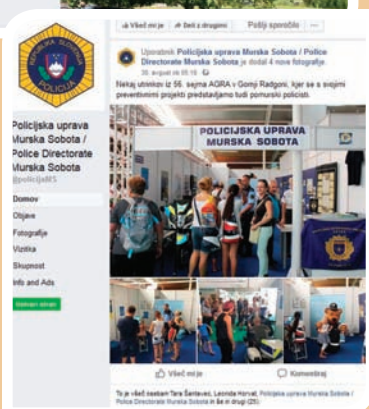 REPUBLIKA SLOVENIJA
POLICIJA
Policijska uprava
Murska Sobota /
Police Directorate
Murska Sobota
@policijaMS
Domov
Objave
Fotografije
Vizitka
Skupnost
Info and Ads
Všeč mi je
Deli z drugimi
Pošlji sporočilo
Uporabnik Policijska uprava Murska Sobota / Police
Directorate Murska Sobota je dodal 4 nove fotografije
Nekaj utrinkov iz 56. sejma AGRA v Gornji Radgoni, kjer se s svojimi
preventivnimi projekti predstavljamo tudi pomurski policisti.
POLICIJSKA UPRAVA
MURSKA SOBOTA
Všeč mi je
Komentiraj
To je všeč osebam Tara Šantavec, Leonida Horvat, Policijska uprava Murska Sobota /
Police Directorate Murska Sobota in še drugi (25).